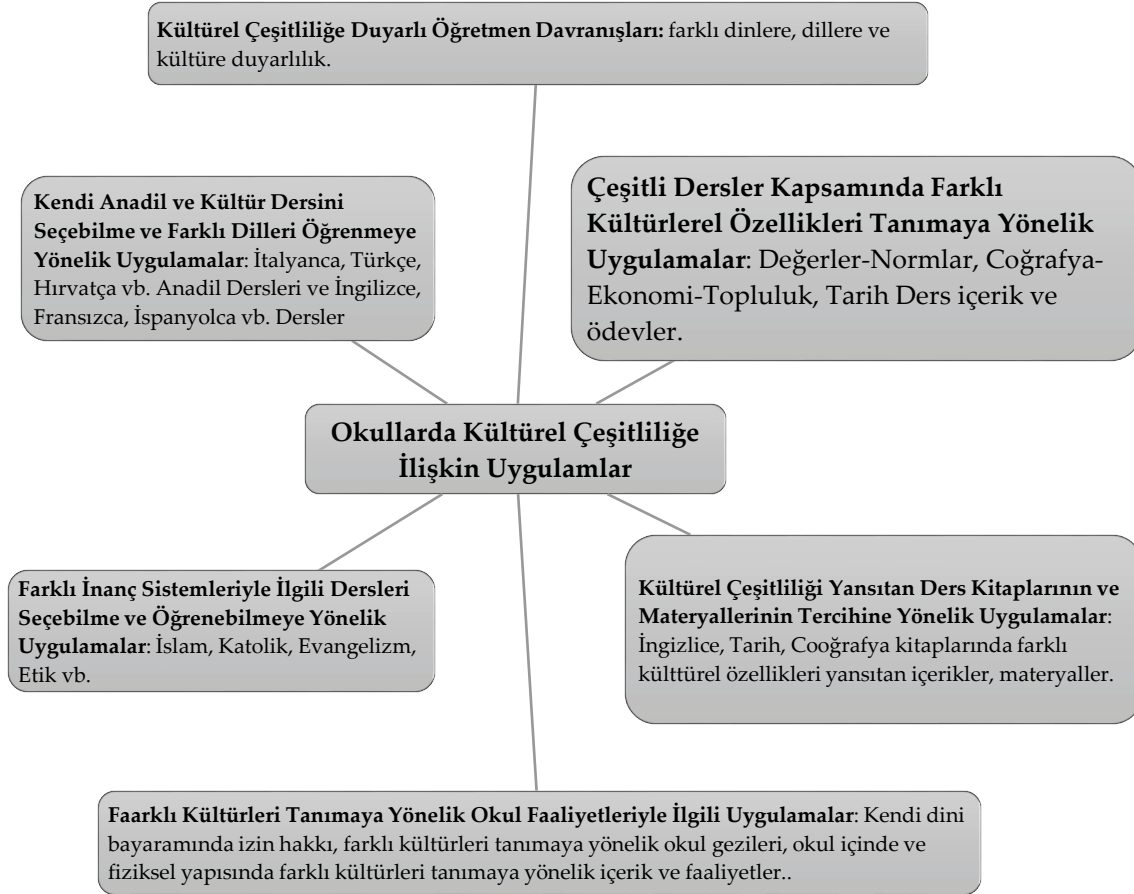 Kültürel Çeşitliliğe Duyarlı Öğretmen Davranışları: farklı dinlere, dillere ve
kültüre duyarlılık.
Kendi Anadil ve Kültür Dersini
Seçebilme ve Farklı Dilleri Öğrenmeye
Yönelik Uygulamalar: İtalyanca, Türkçe,
Hırvatça vb. Anadil Dersleri ve İngilizce,
Fransızca, İspanyolca vb. Dersler
Çeşitli Dersler Kapsamında Farklı
Kültürlerel Özellikleri Tanımaya Yönelik
Uygulamalar: Değerler-Normlar, Coğrafya-
Ekonomi-Topluluk, Tarih Ders içerik ve
ödevler.
Okullarda Kültürel Çeşitliliğe
İlişkin Uygulamlar
Farklı İnanç Sistemleriyle İlgili Dersleri
Seçebilme ve Öğrenebilmeye Yönelik
Uygulamalar: İslam, Katolik, Evangelizm,
Etik vb.
Kültürel Çeşitliliği Yansıtan Ders Kitaplarının ve
Materyallerinin Tercihine Yönelik Uygulamalar:
İngizlice, Tarih, Cooğrafya kitaplarında farklı
külttürel özellikleri yansıtan içerikler, materyaller.
Faarklı Kültürleri Tanımaya Yönelik Okul Faaliyetleriyle İlgili Uygulamalar: Kendi dini
bayaramında izin hakkı, farklı kültürleri tanımaya yönelik okul gezileri, okul içinde ve
fiziksel yapısında farklı kültürleri tanımaya yönelik içerik ve faaliyetler..